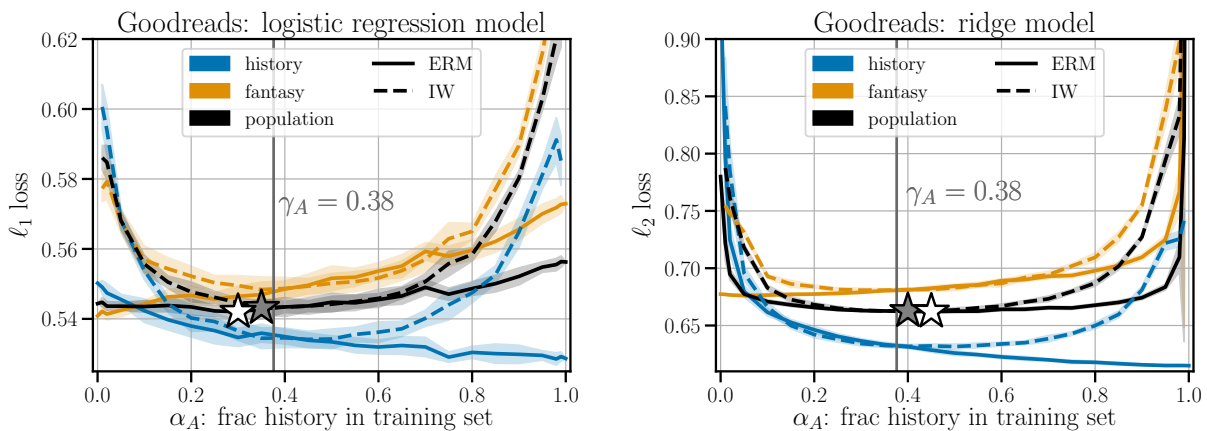 Goodreads: logistic regression model
ℓ₁ loss
0.62
0.60
0.58
0.56
0.54
history
fantasy
population
ERM
IW
γ_A = 0.38
0.0 0.2 0.4 0.6 0.8 1.0
α_A: frac history in training set
Goodreads: ridge model
ℓ₂ loss
0.90
0.85
0.80
0.75
0.70
0.65
history
fantasy
population
ERM
IW
γ_A = 0.38
0.0 0.2 0.4 0.6 0.8 1.0
α_A: frac history in training set